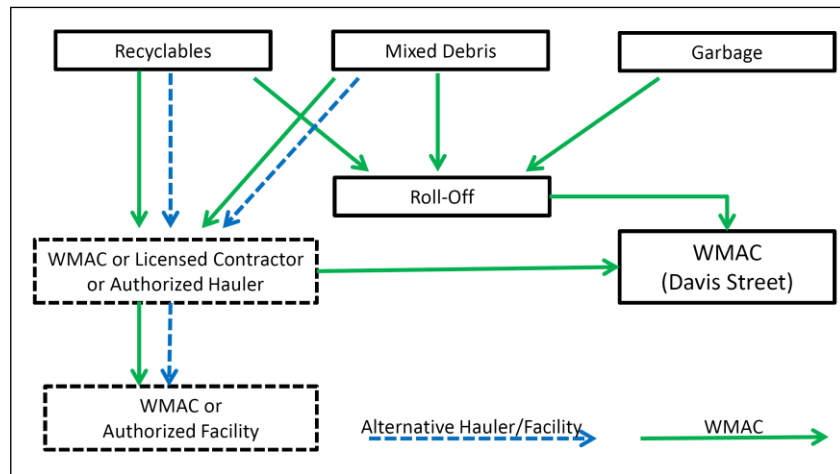 Recyclables
Mixed Debris
Garbage
Roll-Off
WMAC or Licensed Contractor
or Authorized Hauler
WMAC
(Davis Street)
WMAC or
Authorized Facility
Alternative Hauler/Facility
WMAC